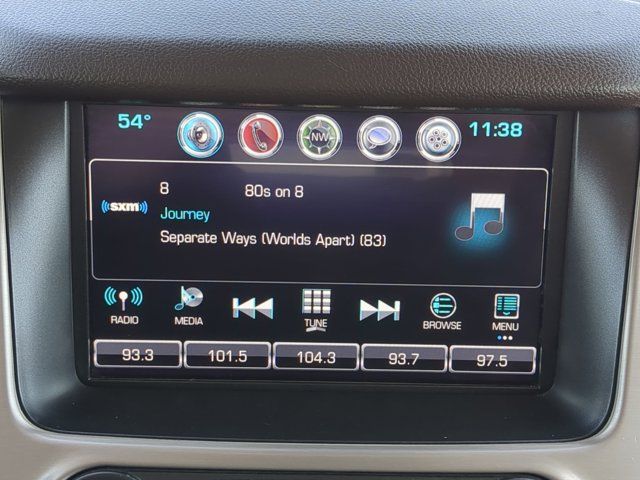 54° NW 11:38
8 80s on 8
sxm
Journey
Separate Ways (Worlds Apart) (83)
RADIO MEDIA TUNE BROWSE MENU
93.3 101.5 104.3 93.7 97.5